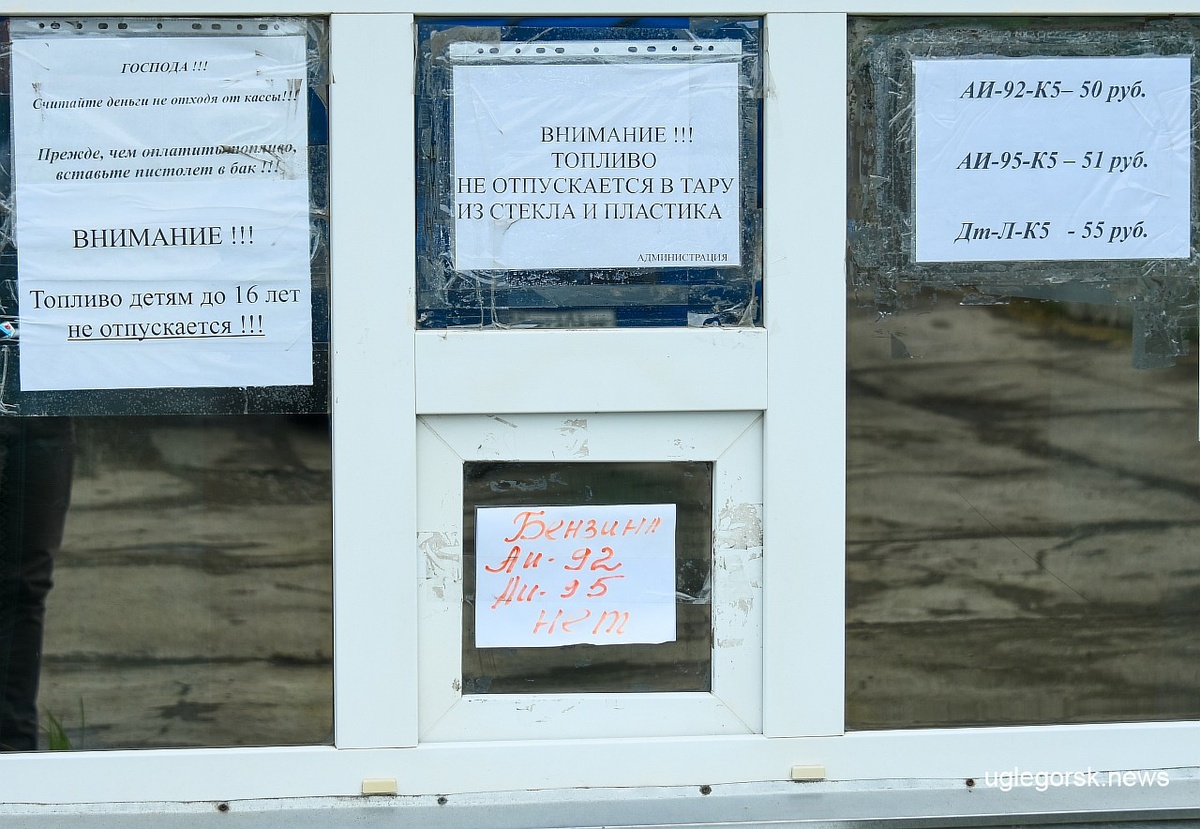 ГОСПОДА !!!
Считайте деньги не отходя от кассы!!!
Прежде, чем оплатить топливо,
вставьте пистолет в бак !!!
ВНИМАНИЕ !!!
Топливо детям до 16 лет
не отпускается !!!
ВНИМАНИЕ !!!
ТОПЛИВО
НЕ ОТПУСКАЕТСЯ В ТАРУ
ИЗ СТЕКЛА И ПЛАСТИКА
АДМИНИСТРАЦИЯ
АИ-92-К5– 50 руб.
АИ-95-К5 – 51 руб.
Дт-Л-К5 - 55 руб.
Бензина
Аи-92
Аи-95
нет
uglegorsk.news